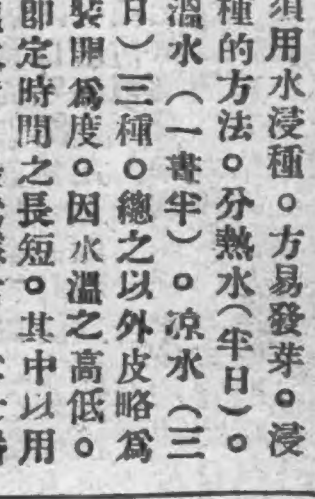 須用水浸種。方易發芽。浸
種的方法。分熱水（半日）。
溫水（一晝半）。凉水（三
日）三種。總之以外皮略爲
裝開爲度。因水溫之高低。
卽定時間之長短。其中以用